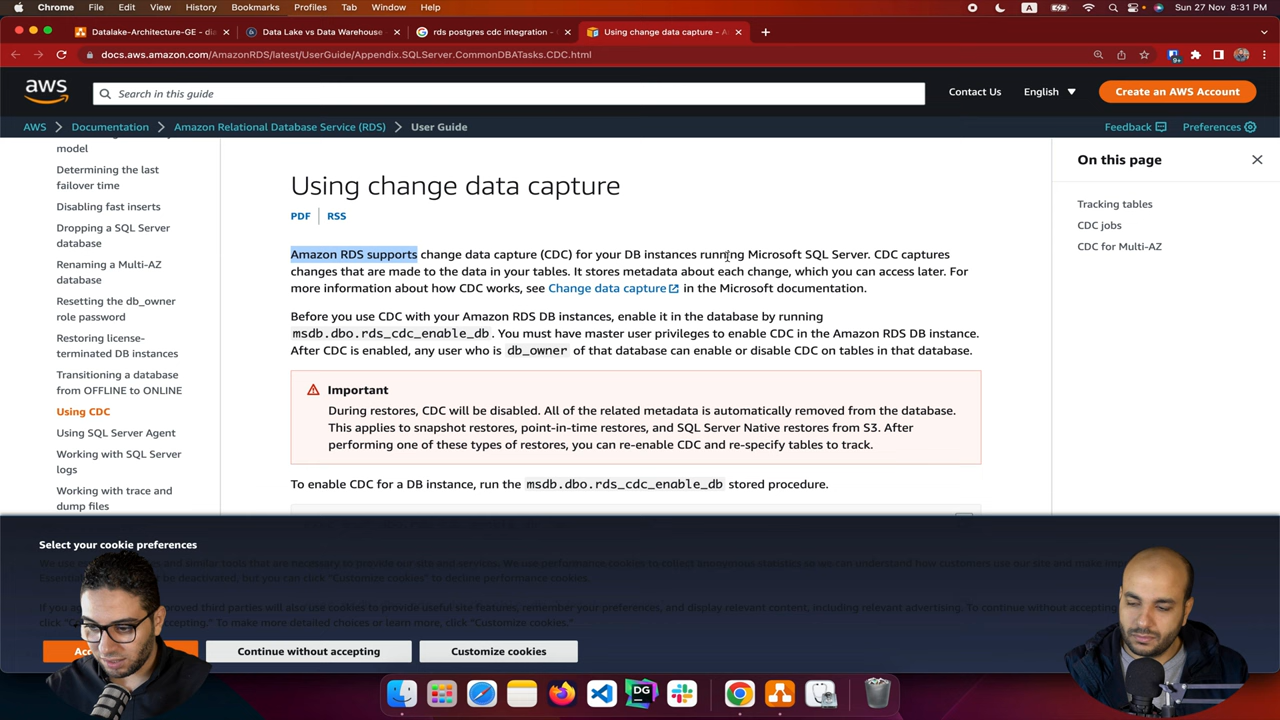 Chrome File Edit View History Bookmarks Profiles Tab Window Help
A
Sun 27 Nov 8:31 PM
Datalake-Architecture-GE - dia
Data Lake vs Data Warehouse
rds postgres cdc integration -
Using change data capture - A
docs.aws.amazon.com/AmazonRDS/latest/UserGuide/Appendix.SQLServer.CommonDBATasks.CDC.html
aws
Search in this guide
Contact Us
English
Create an AWS Account
AWS
Documentation
Amazon Relational Database Service (RDS)
User Guide
Feedback
Preferences
model
Determining the last
failover time
Disabling fast inserts
Dropping a SQL Server
database
Renaming a Multi-AZ
database
Resetting the db_owner
role password
Restoring license-
terminated DB instances
Transitioning a database
from OFFLINE to ONLINE
Using CDC
Using SQL Server Agent
Working with SQL Server
logs
Working with trace and
dump files
Using change data capture
PDF
RSS
Amazon RDS supports change data capture (CDC) for your DB instances running Microsoft SQL Server. CDC captures
changes that are made to the data in your tables. It stores metadata about each change, which you can access later. For
more information about how CDC works, see Change data capture in the Microsoft documentation.
Before you use CDC with your Amazon RDS DB instances, enable it in the database by running
msdb.dbo.rds_cdc_enable_db. You must have master user privileges to enable CDC in the Amazon RDS DB instance.
After CDC is enabled, any user who is db_owner of that database can enable or disable CDC on tables in that database.
Important
During restores, CDC will be disabled. All of the related metadata is automatically removed from the database.
This applies to snapshot restores, point-in-time restores, and SQL Server Native restores from S3. After
performing one of these types of restores, you can re-enable CDC and re-specify tables to track.
To enable CDC for a DB instance, run the msdb.dbo.rds_cdc_enable_db stored procedure.
On this page
Tracking tables
CDC jobs
CDC for Multi-AZ
Select your cookie preferences
Continue without accepting
Customize cookies
DG